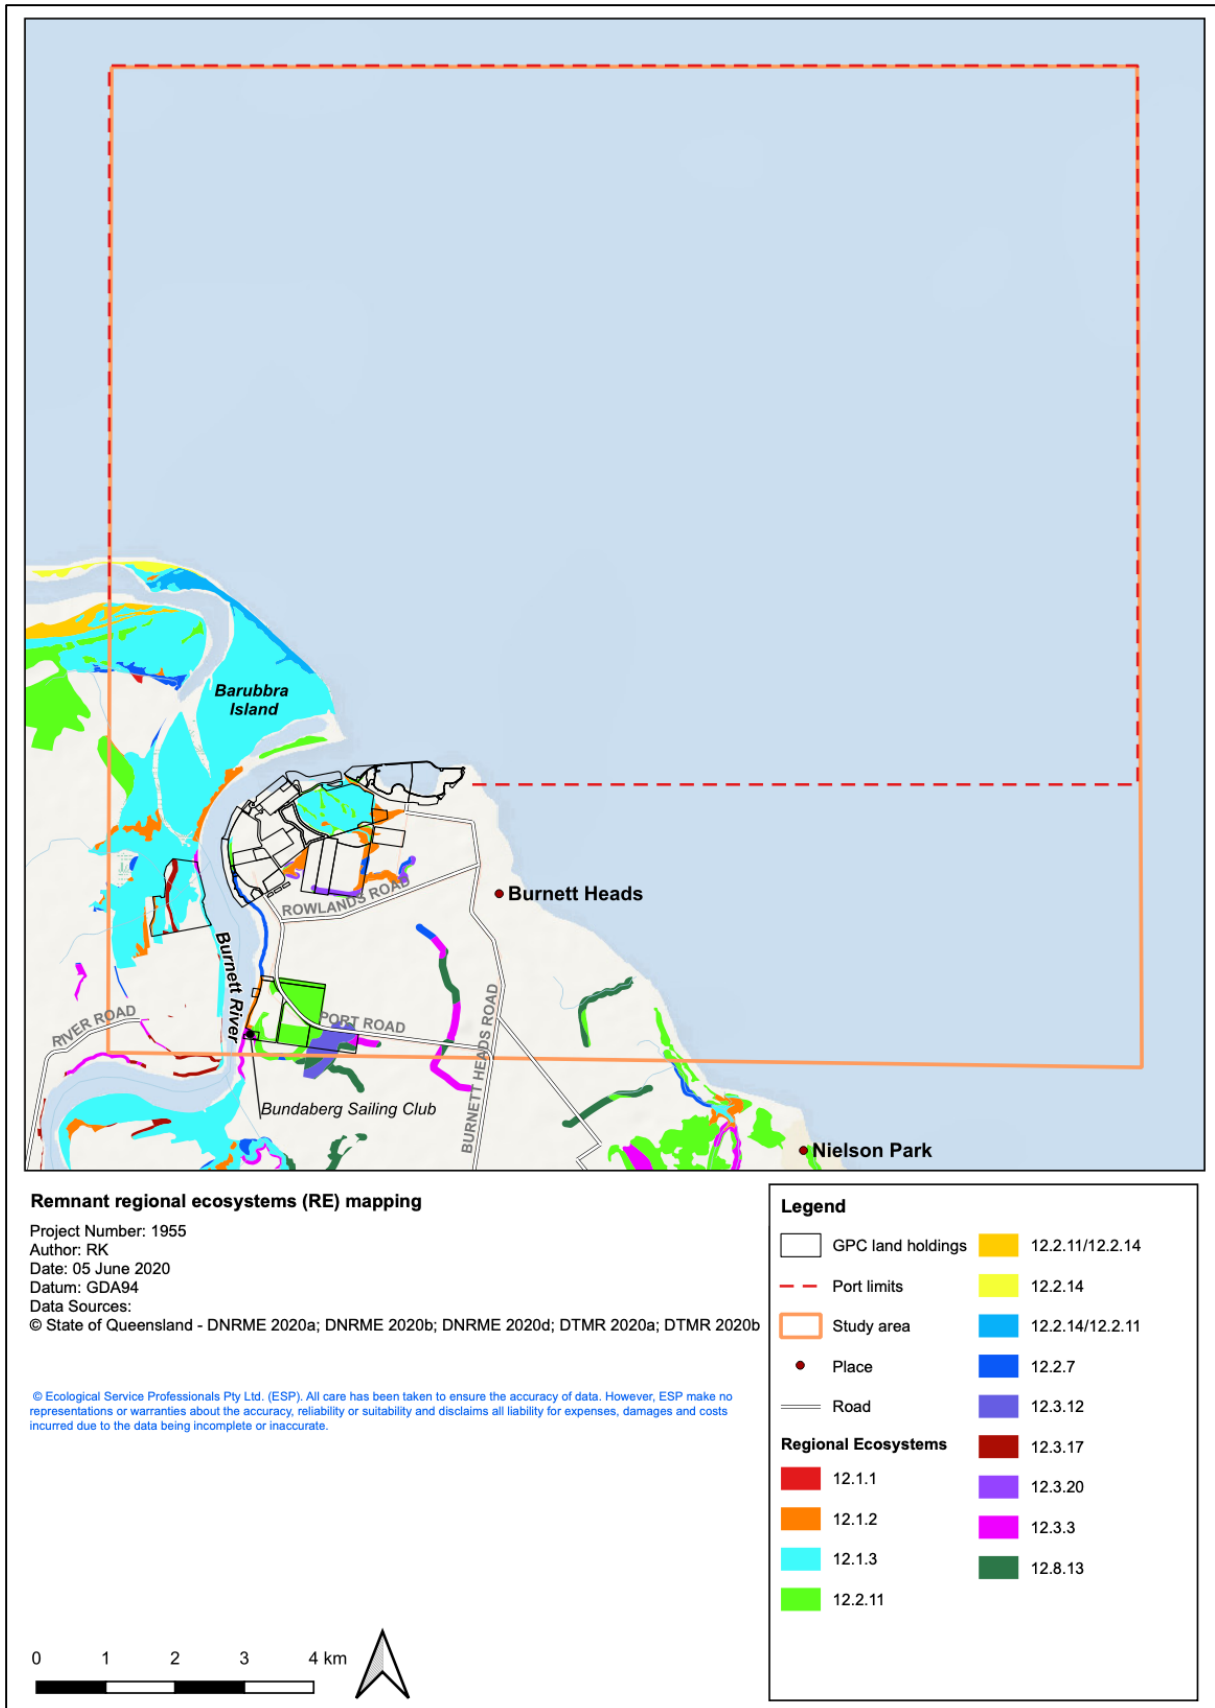 Barubbra
Island
Burnett Heads
ROWLANDS ROAD
Burnett River
RIVER ROAD
PORT ROAD
BURNETT HEADS ROAD
Bundaberg Sailing Club
Nielson Park
Remnant regional ecosystems (RE) mapping
Project Number: 1955
Author: RK
Date: 05 June 2020
Datum: GDA94
Data Sources:
© State of Queensland - DNRME 2020a; DNRME 2020b; DNRME 2020d; DTMR 2020a; DTMR 2020b
© Ecological Service Professionals Pty Ltd. (ESP). All care has been taken to ensure the accuracy of data. However, ESP make no
representations or warranties about the accuracy, reliability or suitability and disclaims all liability for expenses, damages and costs
incurred due to the data being incomplete or inaccurate.
0 1 2 3 4 km
Legend
GPC land holdings
Port limits
Study area
Place
Road
Regional Ecosystems
12.1.1
12.1.2
12.1.3
12.2.11
12.2.11/12.2.14
12.2.14
12.2.14/12.2.11
12.2.7
12.3.12
12.3.17
12.3.20
12.3.3
12.8.13